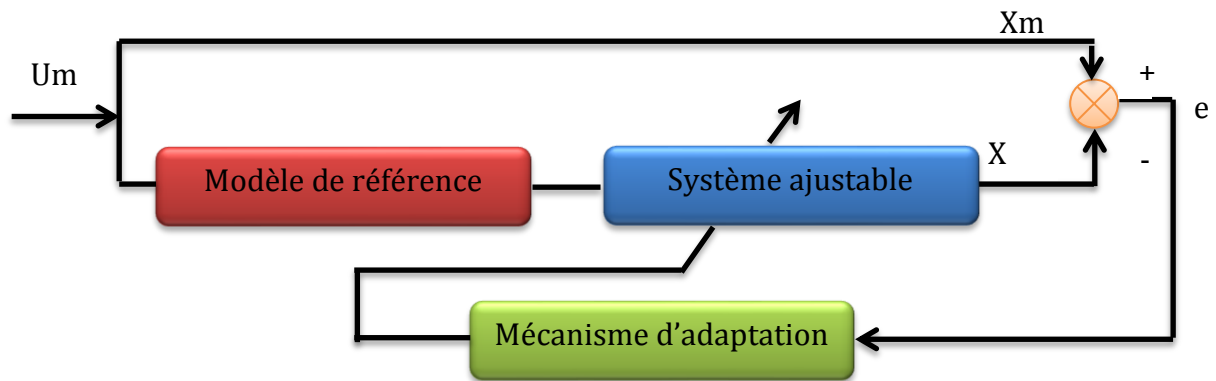 Xm
Um
+
e
Modèle de référence
Système ajustable
X
-
Mécanisme d’adaptation